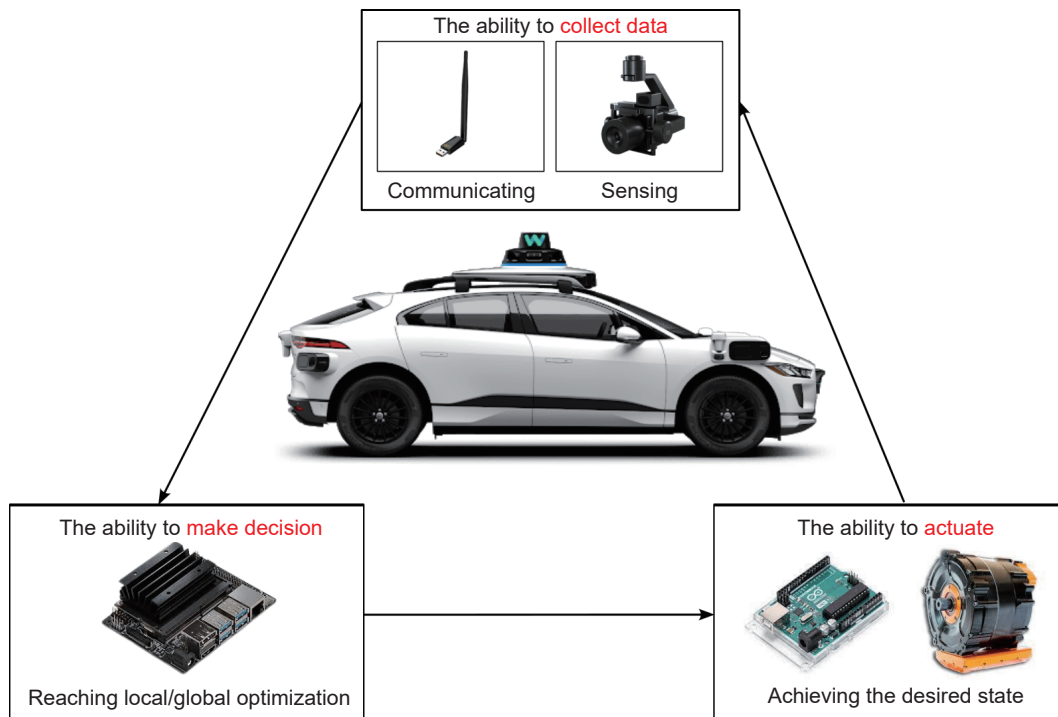 The ability to collect data
Communicating
Sensing
W
The ability to make decision
Reaching local/global optimization
The ability to actuate
Achieving the desired state